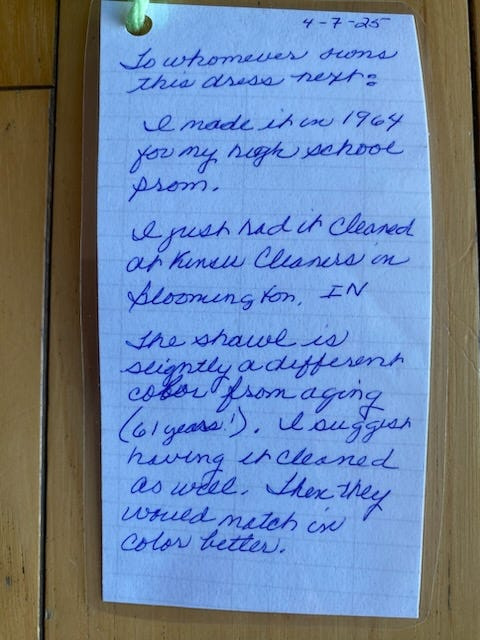 4-7-25
To whomever owns
this dress next:
I made it in 1964
for my high school
prom.
I just had it cleaned
at Kinser Cleaners in
Bloomington, IN
The shawl is
slightly a different
color from aging
(61 years!). I suggest
having it cleaned
as well. Then they
would match in
color better.